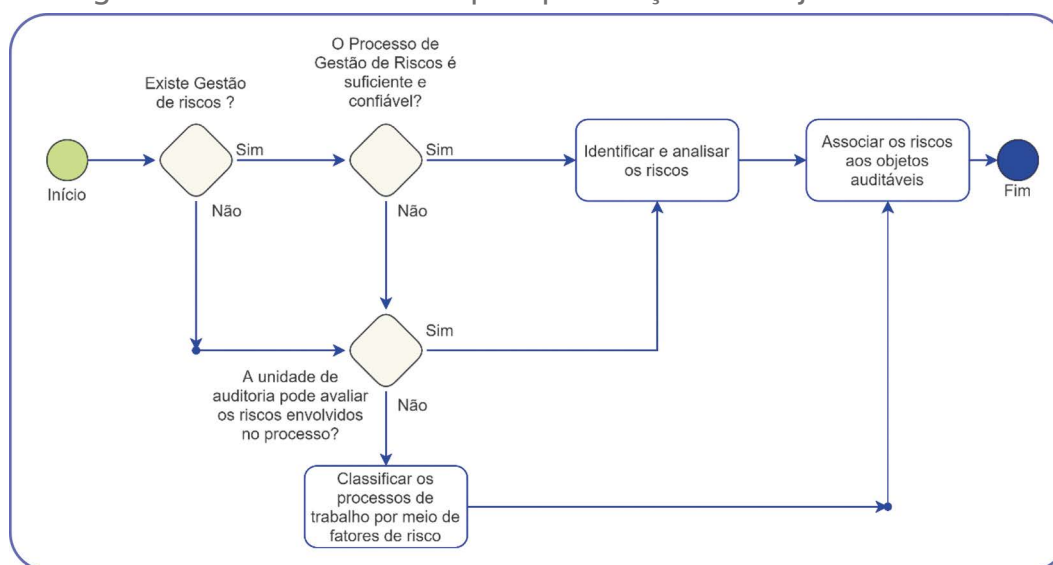 O Processo de
Gestão de Riscos é
suficiente e
confiável?
Existe Gestão
de riscos ?
Início
Sim
Não
Sim
Não
Identificar e analisar
os riscos
Associar os riscos
aos objetos
auditáveis
Fim
Sim
Não
A unidade de
auditoria pode avaliar
os riscos envolvidos
no processo?
Classificar os
processos de
trabalho por meio de
fatores de risco